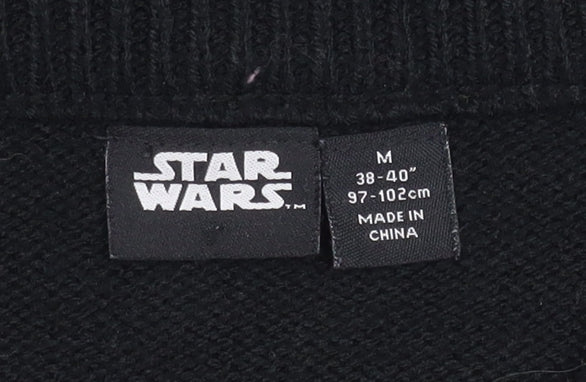 STAR
WARS™
M
38-40"
97-102cm
MADE IN
CHINA